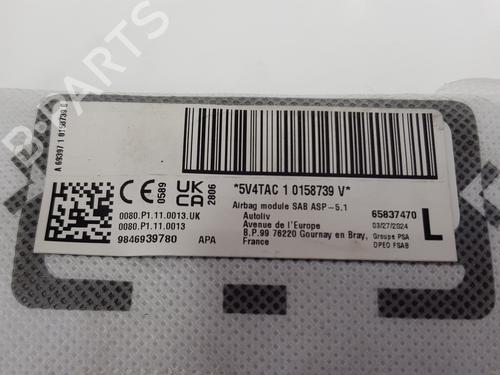 B-PARTS
A 69397 1 0158739 G
*5V4TAC 1 0158739 V*
CE
0589
UK
CA
2806
Airbag module SAB ASP-5.1
0080.P1.11.0013.UK
0080.P1.11.0013
9846939780 APA
Autoliv
Avenue de l'Europe
B.P.99 76220 Gournay en Bray,
France
65837470
03/27/2024
Groupe PSA
DPEO FSAB
L